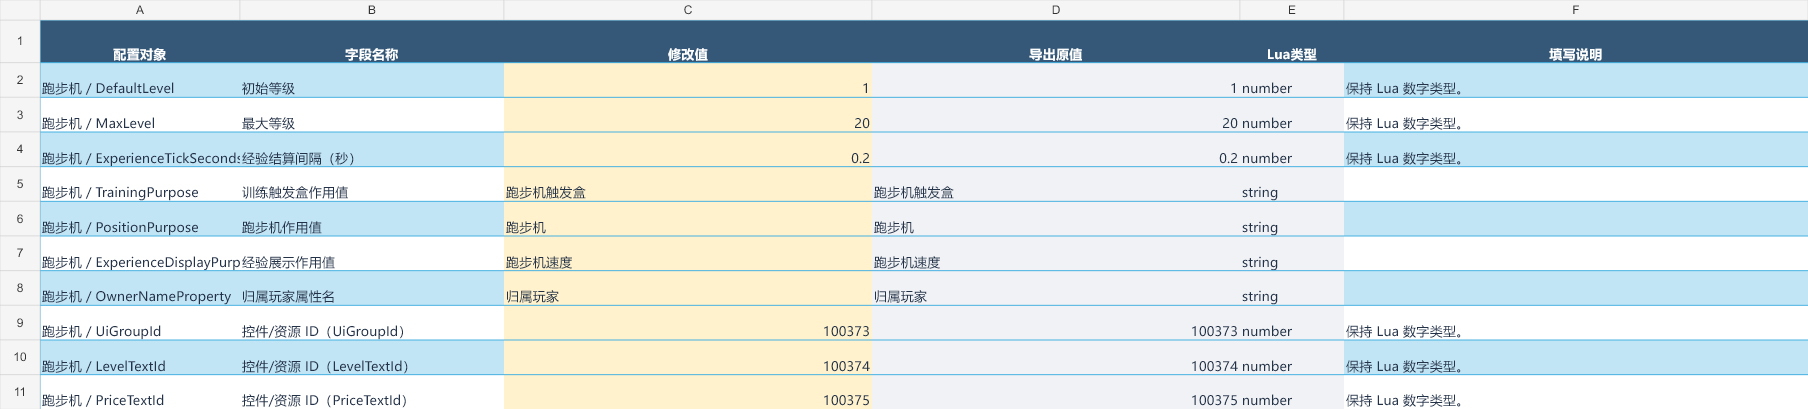 A B C D E F
1 配置对象 字段名称 修改值 导出原值 Lua类型 填写说明
2 跑步机 / DefaultLevel 初始等级 1 1 number 保持 Lua 数字类型。
3 跑步机 / MaxLevel 最大等级 20 20 number 保持 Lua 数字类型。
4 跑步机 / ExperienceTickSeconds 经验结算间隔（秒） 0.2 0.2 number 保持 Lua 数字类型。
5 跑步机 / TrainingPurpose 训练触发盒作用值 跑步机触发盒 跑步机触发盒 string
6 跑步机 / PositionPurpose 跑步机作用值 跑步机 跑步机 string
7 跑步机 / ExperienceDisplayPurp 经验展示作用值 跑步机速度 跑步机速度 string
8 跑步机 / OwnerNameProperty 归属玩家属性名 归属玩家 归属玩家 string
9 跑步机 / UiGroupId 控件/资源 ID（UiGroupId） 100373 100373 number 保持 Lua 数字类型。
10 跑步机 / LevelTextId 控件/资源 ID（LevelTextId） 100374 100374 number 保持 Lua 数字类型。
11 跑步机 / PriceTextId 控件/资源 ID（PriceTextId） 100375 100375 number 保持 Lua 数字类型。